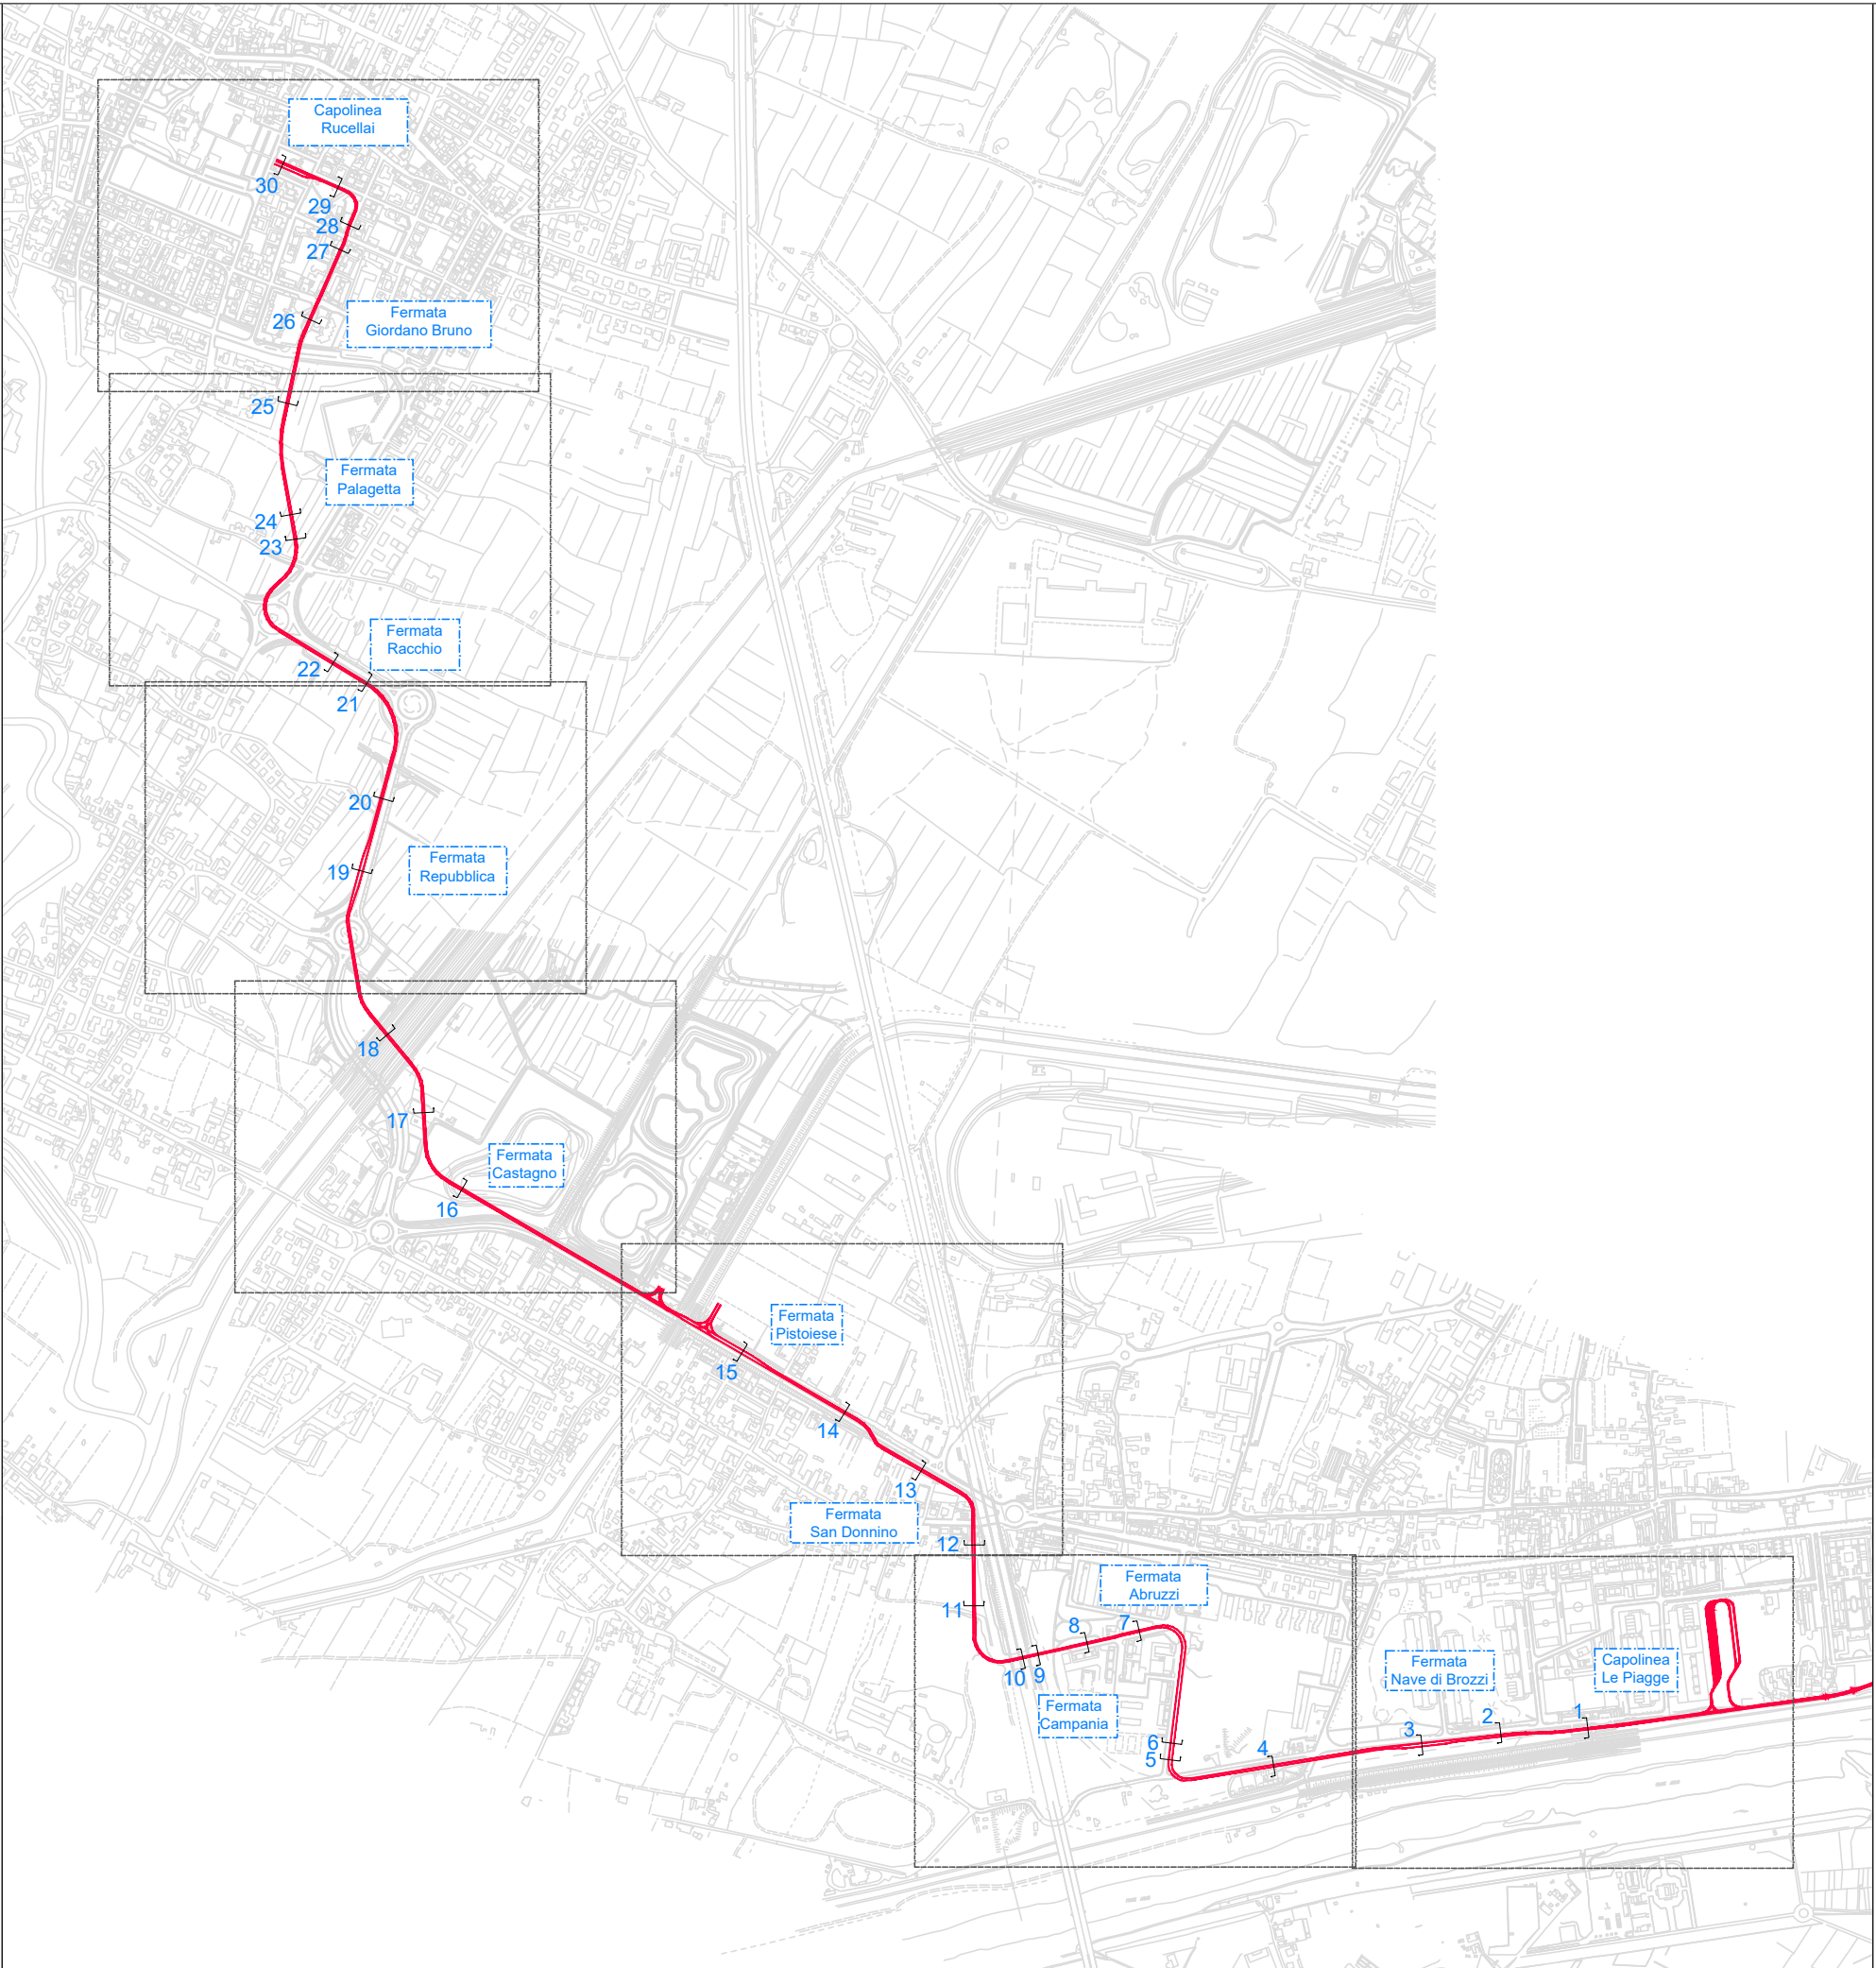 Capolinea
Rucellai
30
29
28
27
26
Fermata
Giordano Bruno
25
Fermata
Palagetta
24
23
Fermata
Racchio
22
21
20
19
Fermata
Repubblica
18
17
Fermata
Castagno
16
Fermata
Pistoiese
15
14
13
Fermata
San Donnino
12
Fermata
Abruzzi
11
8
7
10
9
Fermata
Campania
6
5
4
Fermata
Nave di Brozzi
Capolinea
Le Piagge
3
2
1